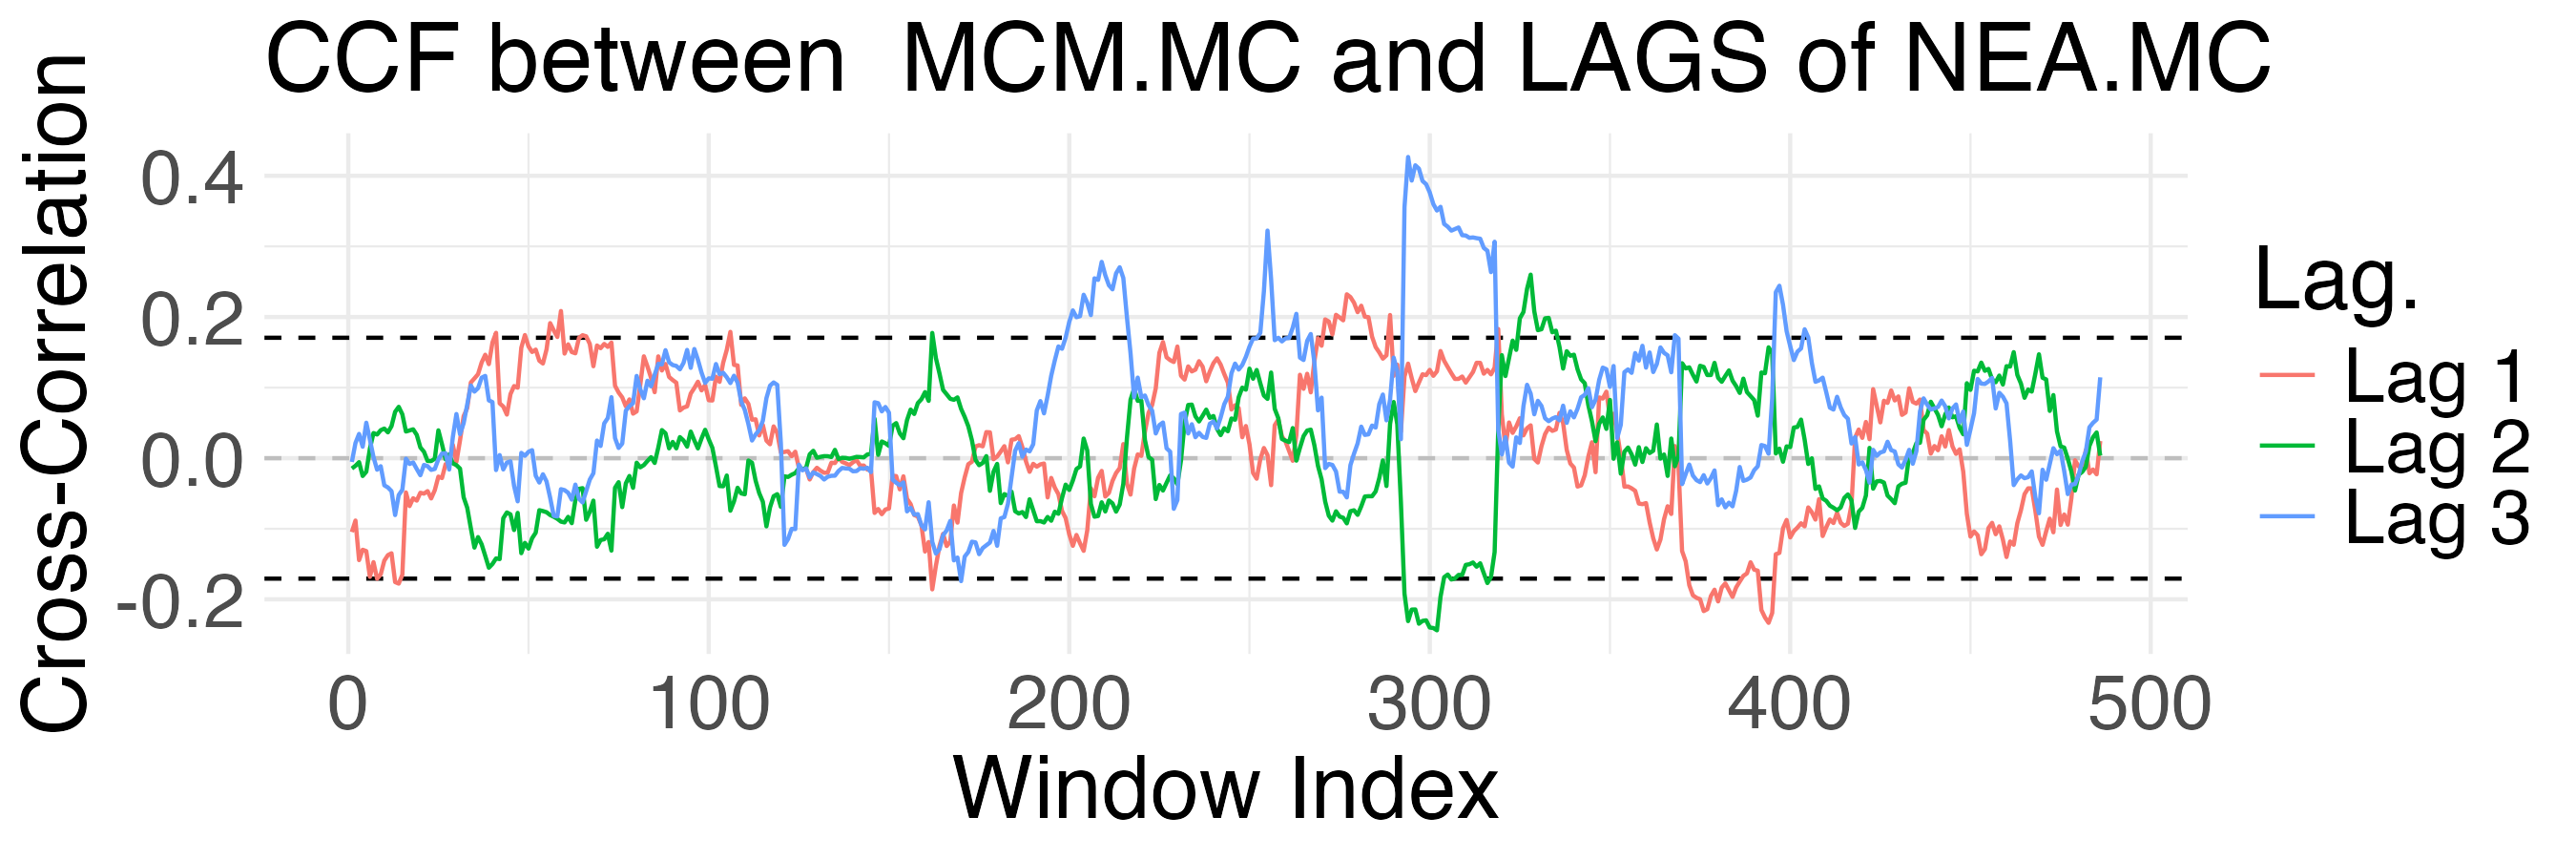 CCF between  MCM.MC and LAGS of NEA.MC
Cross-Correlation
0.4
0.2
0.0
-0.2
0
100
200
300
400
500
Window Index
Lag.
Lag 1
Lag 2
Lag 3